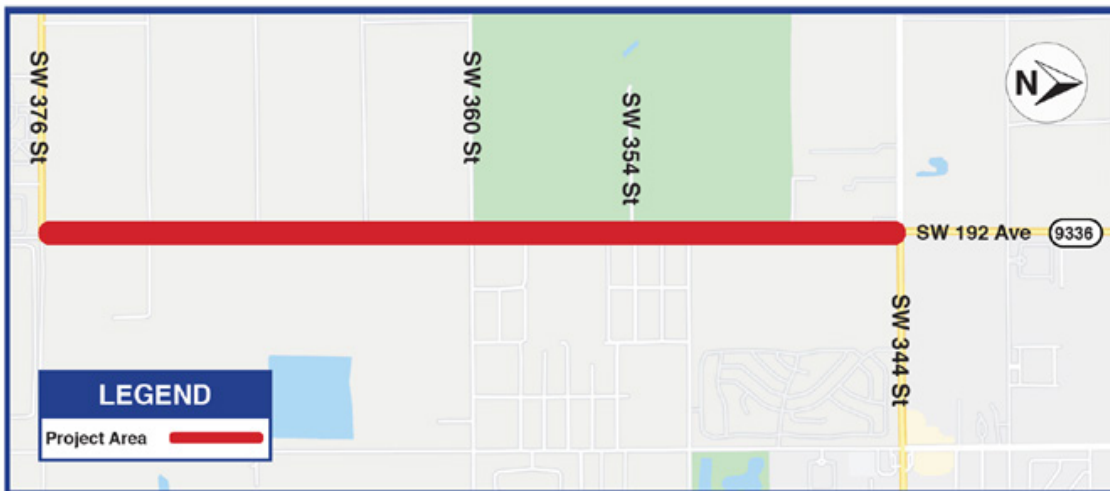 SW 376 St
SW 360 St
SW 354 St
N
SW 192 Ave
9336
SW 344 St
LEGEND
Project Area